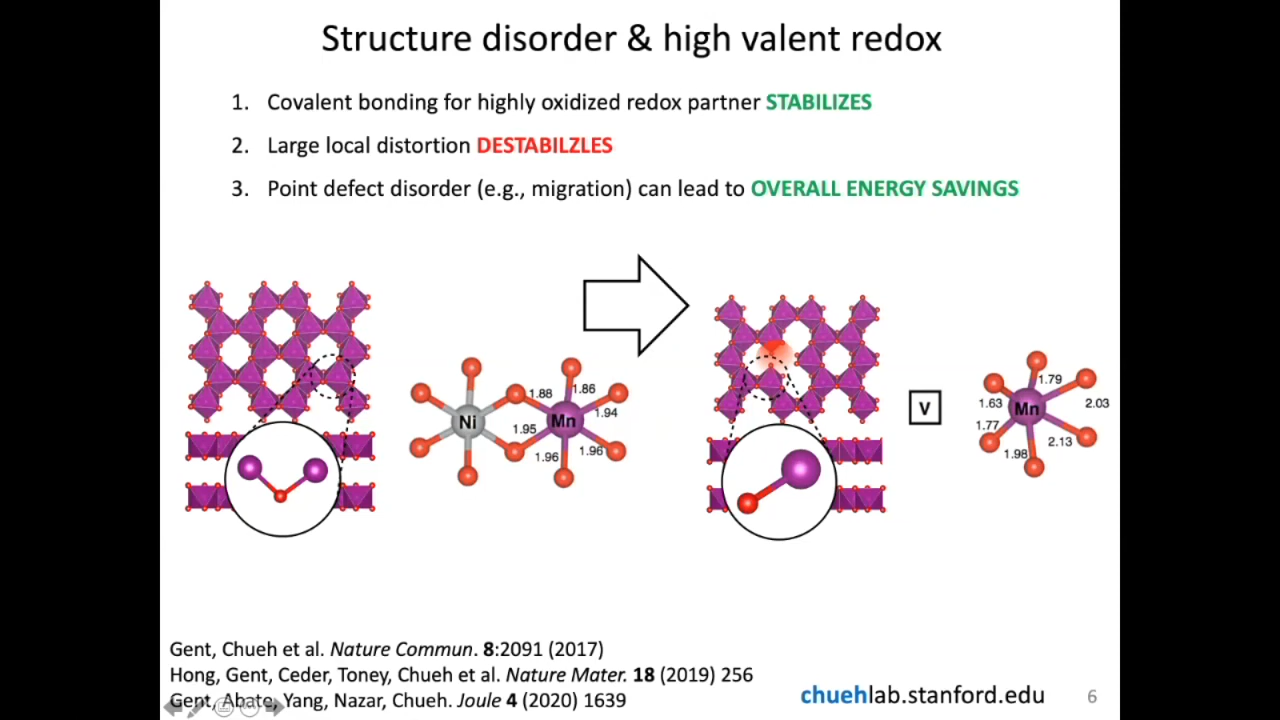 Structure disorder & high valent redox
1. Covalent bonding for highly oxidized redox partner STABILIZES
2. Large local distortion DESTABILZLES
3. Point defect disorder (e.g., migration) can lead to OVERALL ENERGY SAVINGS
Ni
Mn
1.88
1.86
1.94
1.95
1.96
1.96
V
Mn
1.79
1.63
2.03
1.77
2.13
1.98
Gent, Chueh et al. Nature Commun. 8:2091 (2017)
Hong, Gent, Ceder, Toney, Chueh et al. Nature Mater. 18 (2019) 256
Gent, Abate, Yang, Nazar, Chueh. Joule 4 (2020) 1639
chuehlab.stanford.edu
6